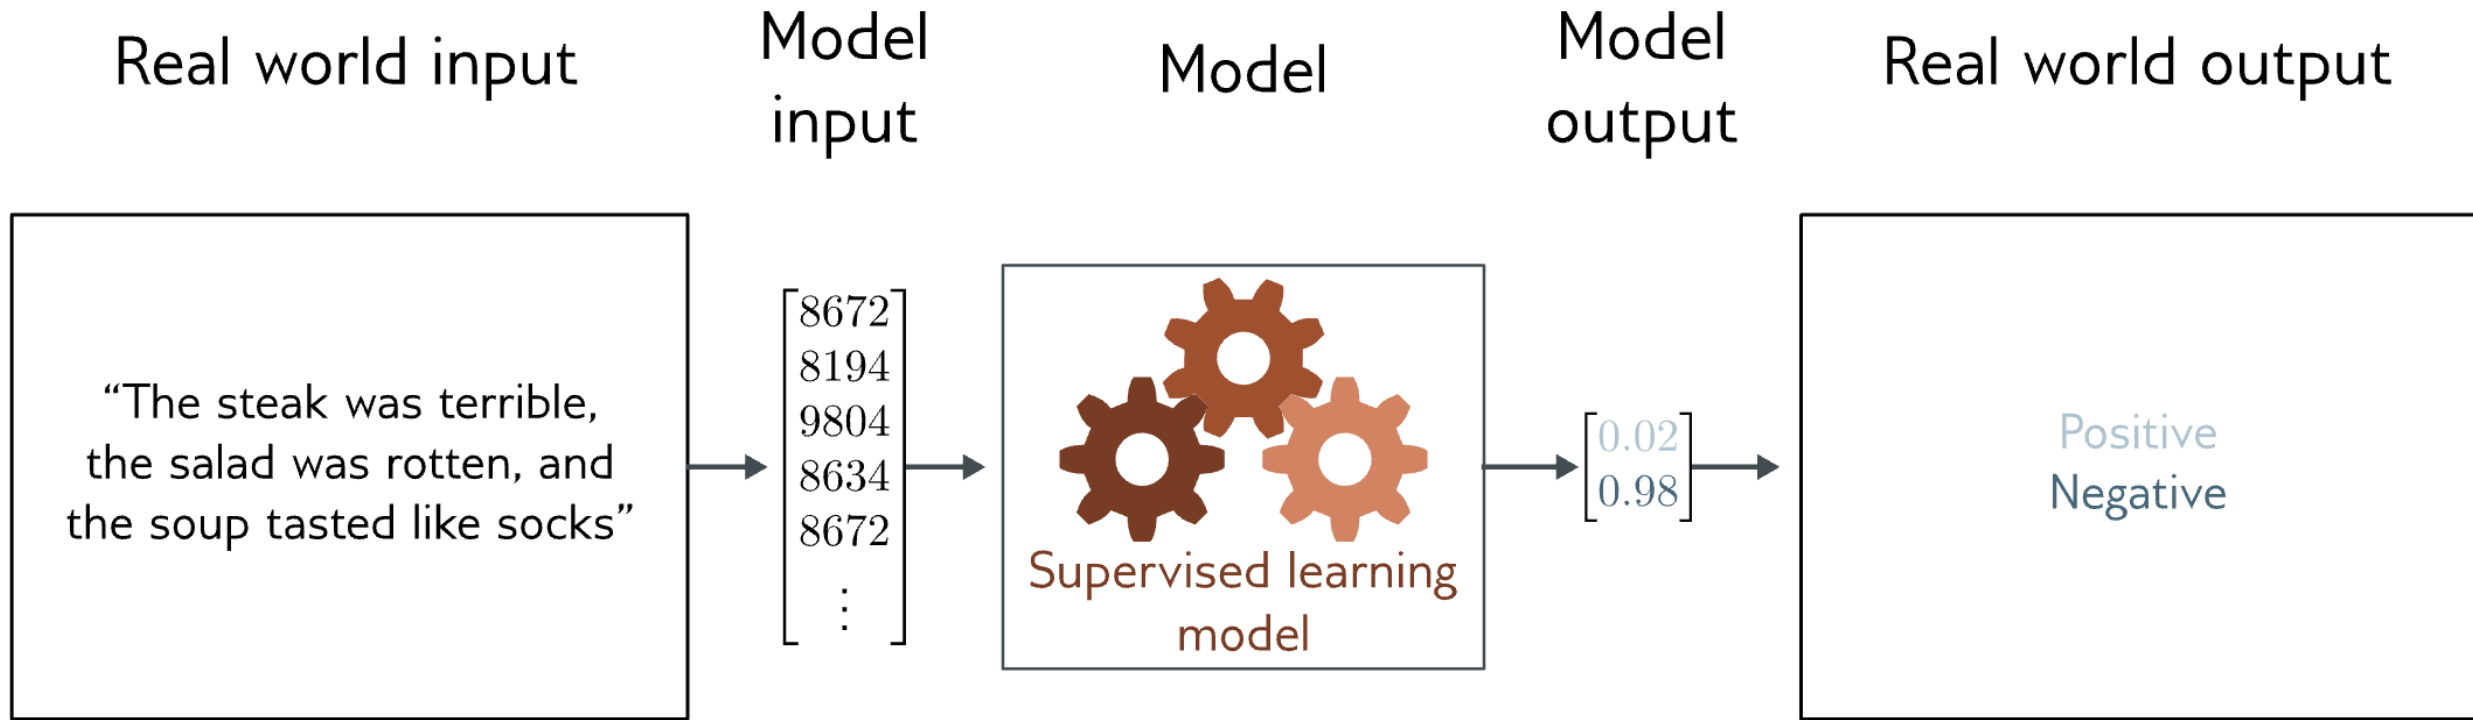 Real world input
Model
input
Model
Model
output
Real world output
“The steak was terrible,
the salad was rotten, and
the soup tasted like socks”
8672
8194
9804
8634
8672
⋮
Supervised learning
model
0.02
0.98
Positive
Negative